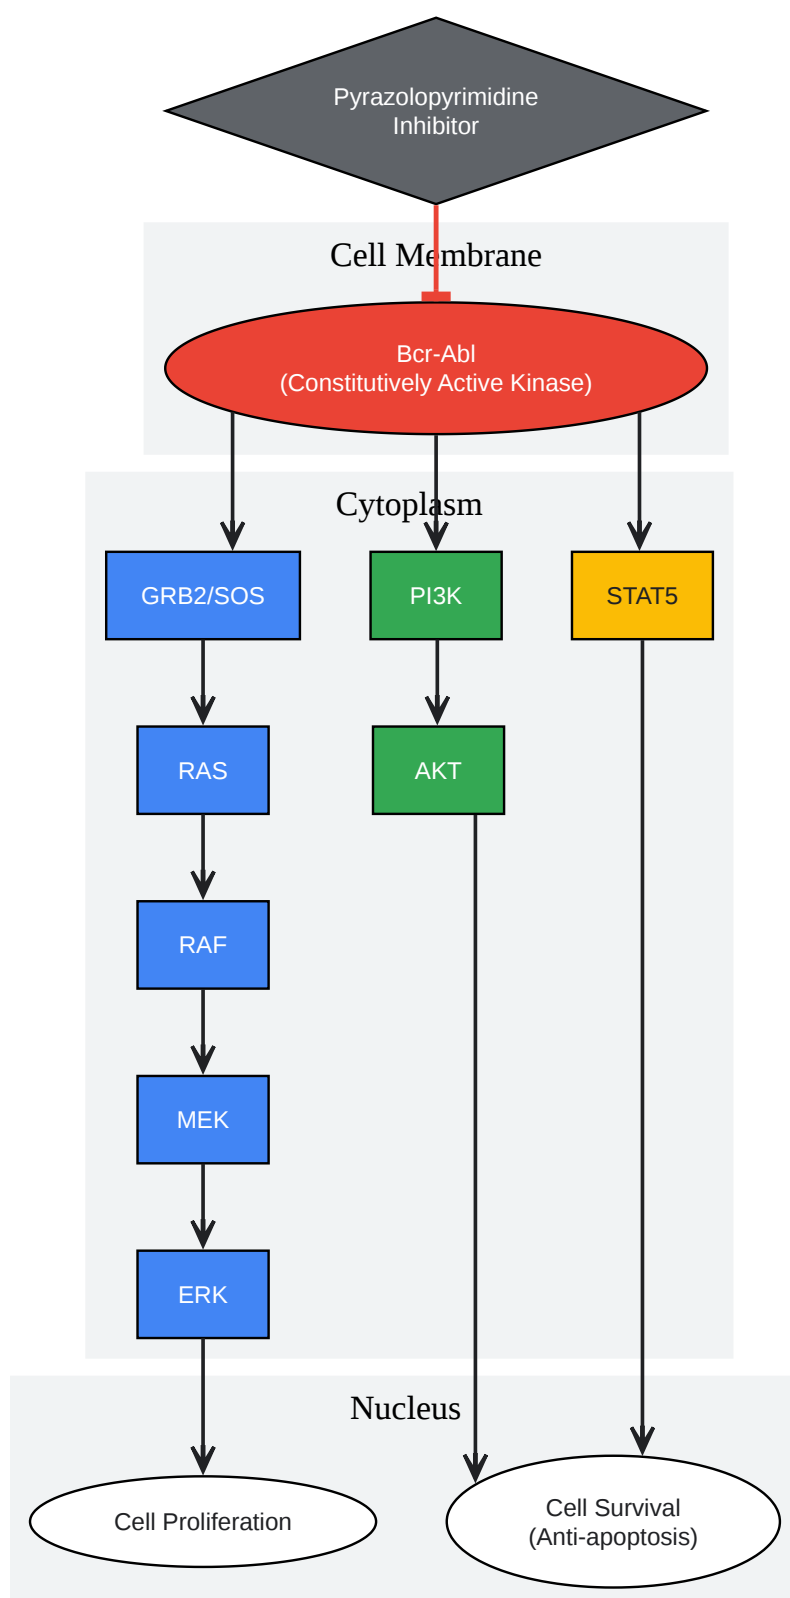 Pyrazolopyrimidine
Inhibitor
Cell Membrane
Bcr-Abl
(Constitutively Active Kinase)
Cytoplasm
GRB2/SOS
PI3K
STAT5
RAS
AKT
RAF
MEK
ERK
Nucleus
Cell Proliferation
Cell Survival
(Anti-apoptosis)